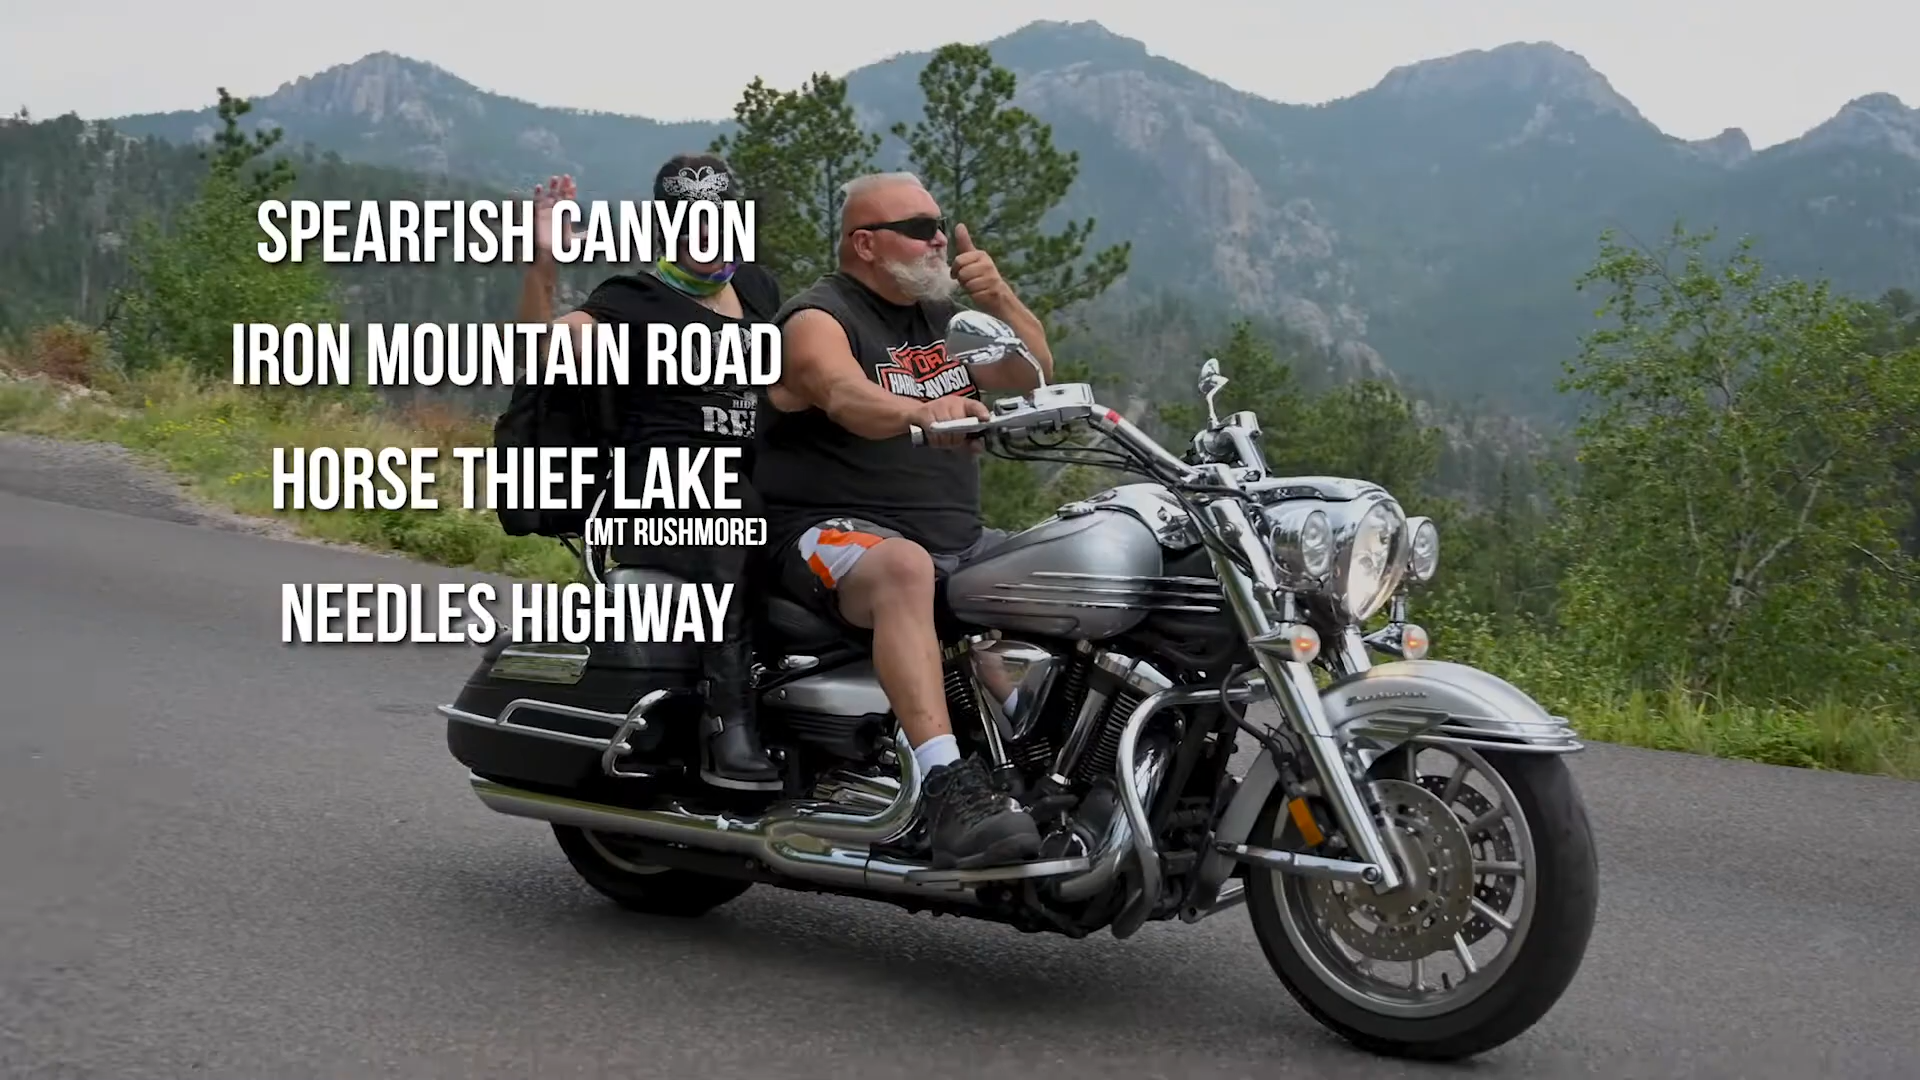 SPEARFISH CANYON
IRON MOUNTAIN ROAD
HORSE THIEF LAKE
(MT RUSHMORE)
NEEDLES HIGHWAY